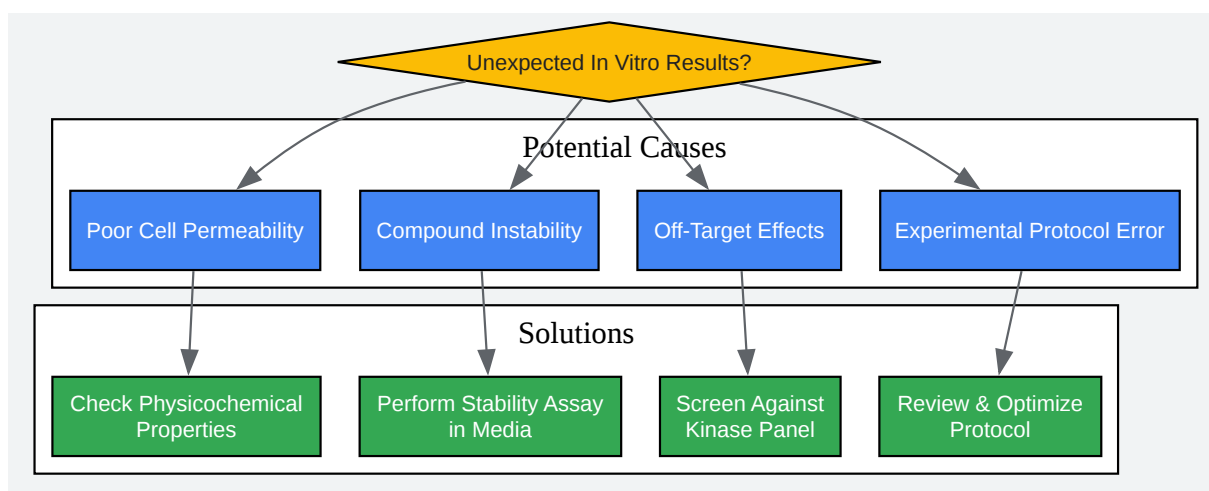 Unexpected In Vitro Results?
Potential Causes
Poor Cell Permeability
Compound Instability
Off-Target Effects
Experimental Protocol Error
Solutions
Check Physicochemical
Properties
Perform Stability Assay
in Media
Screen Against
Kinase Panel
Review & Optimize
Protocol